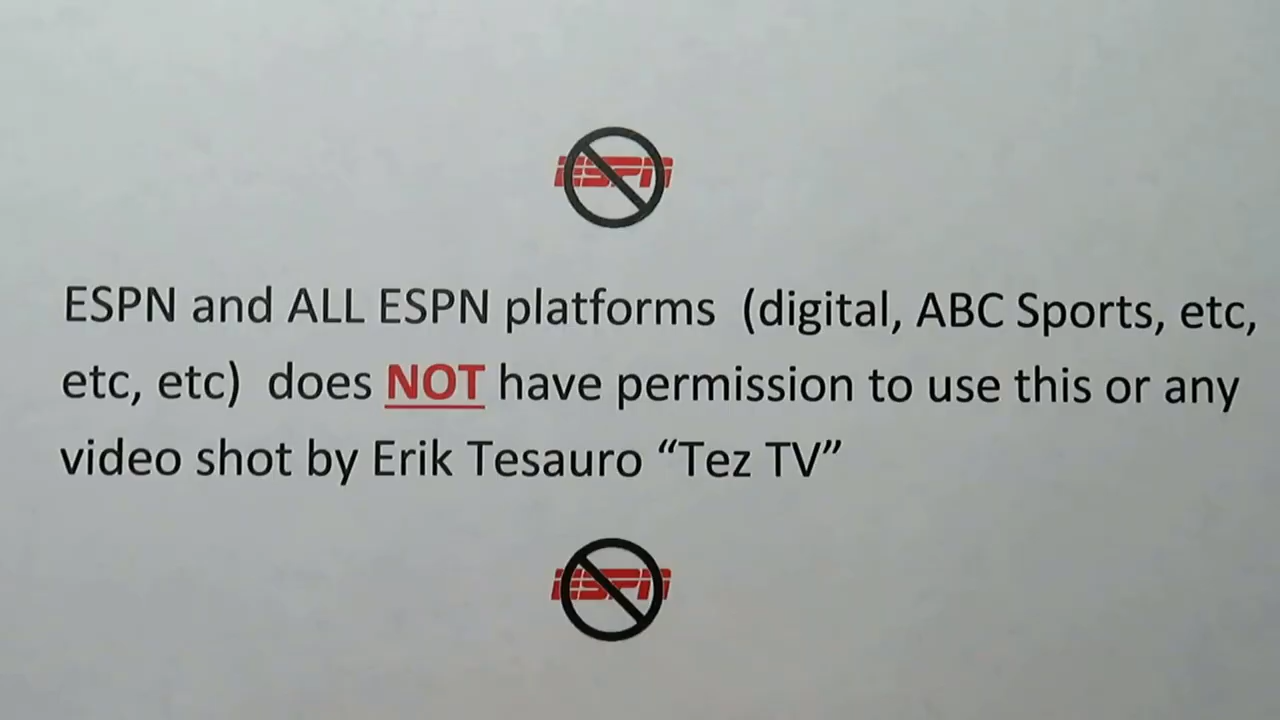 ESPN
ESPN and ALL ESPN platforms  (digital, ABC Sports, etc,
etc, etc)  does NOT have permission to use this or any
video shot by Erik Tesauro “Tez TV”
ESPN